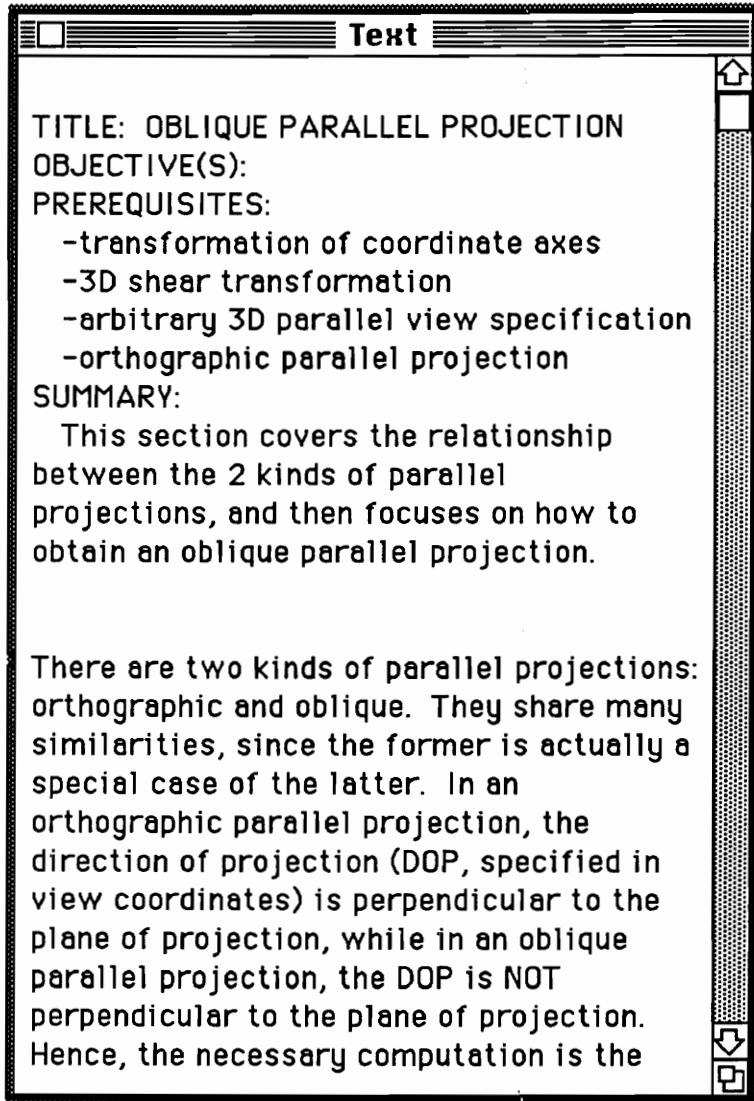 Text
TITLE:  OBLIQUE PARALLEL PROJECTION
OBJECTIVE(S):
PREREQUISITES:
-transformation of coordinate axes
-3D shear transformation
-arbitrary 3D parallel view specification
-orthographic parallel projection
SUMMARY:
This section covers the relationship
between the 2 kinds of parallel
projections, and then focuses on how to
obtain an oblique parallel projection.
There are two kinds of parallel projections:
orthographic and oblique.  They share many
similarities, since the former is actually a
special case of the latter.  In an
orthographic parallel projection, the
direction of projection (DOP, specified in
view coordinates) is perpendicular to the
plane of projection, while in an oblique
parallel projection, the DOP is NOT
perpendicular to the plane of projection.
Hence, the necessary computation is the